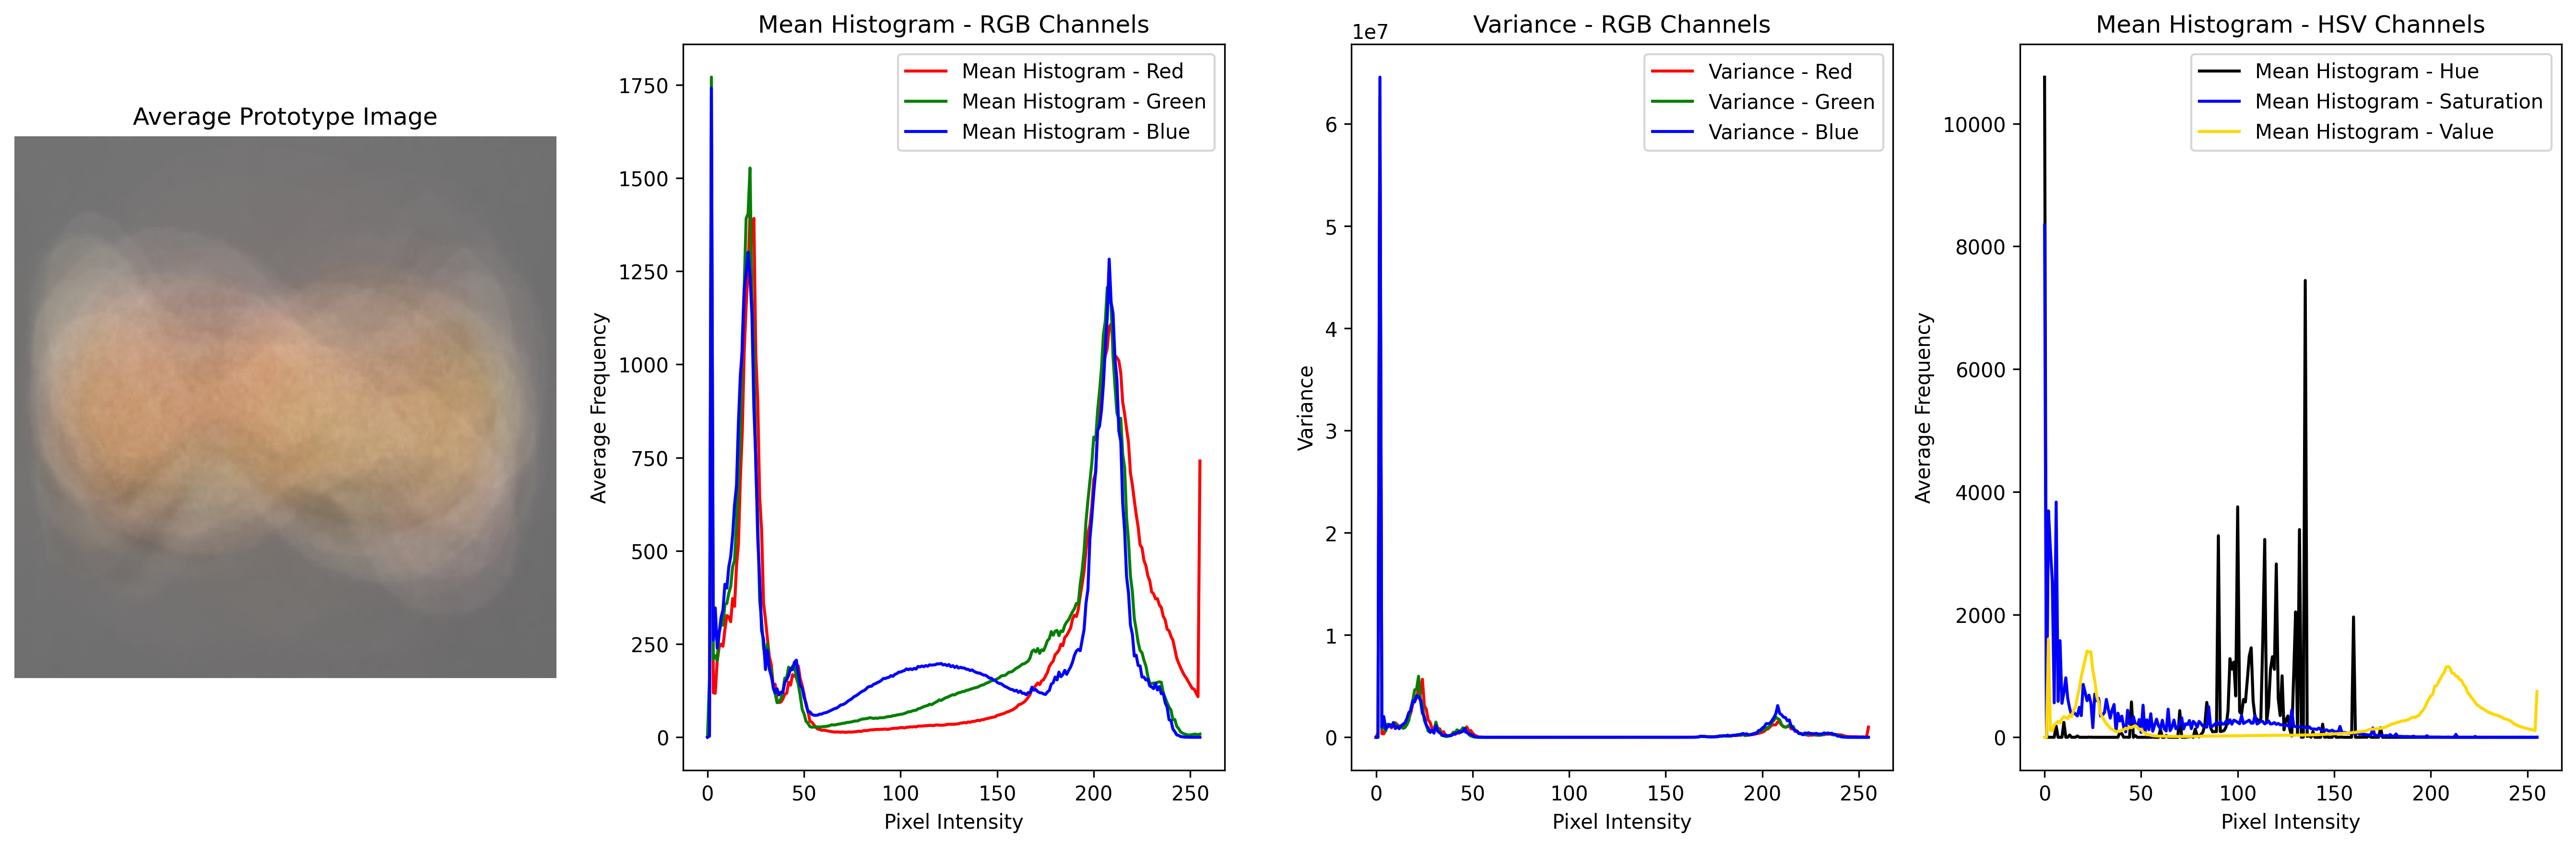 Average Prototype Image
Mean Histogram - RGB Channels
Mean Histogram - Red
Mean Histogram - Green
Mean Histogram - Blue
Average Frequency
1750
1500
1250
1000
750
500
250
0
0 50 100 150 200 250
Pixel Intensity
Variance - RGB Channels
1e7
Variance - Red
Variance - Green
Variance - Blue
Variance
6
5
4
3
2
1
0
0 50 100 150 200 250
Pixel Intensity
Mean Histogram - HSV Channels
Mean Histogram - Hue
Mean Histogram - Saturation
Mean Histogram - Value
Average Frequency
10000
8000
6000
4000
2000
0
0 50 100 150 200 250
Pixel Intensity